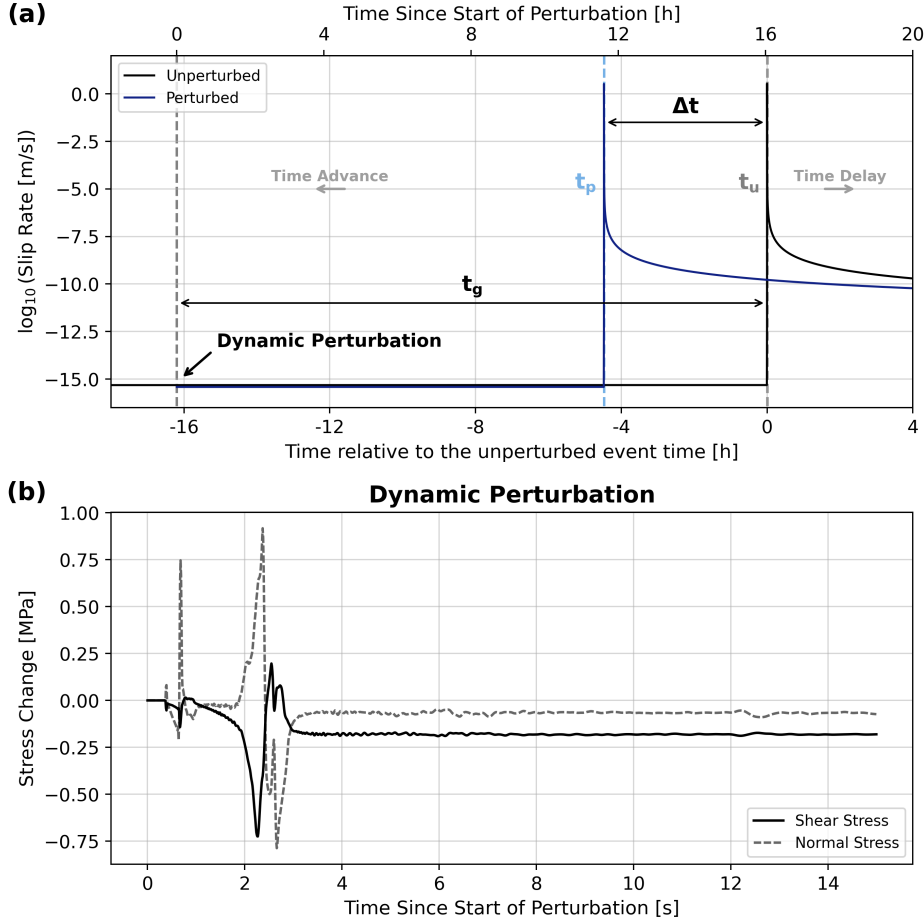 (a)
Time Since Start of Perturbation [h]
0 4 8 12 16 20
Unperturbed
Perturbed
0.0
−2.5
−5.0
−7.5
−10.0
−12.5
−15.0
log10(Slip Rate [m/s])
Δt
Time Advance
tp
tu
Time Delay
tg
Dynamic Perturbation
-16 -12 -8 -4 0 4
Time relative to the unperturbed event time [h]
(b)
Dynamic Perturbation
1.00
0.75
0.50
0.25
0.00
−0.25
−0.50
−0.75
Stress Change [MPa]
Shear Stress
Normal Stress
0 2 4 6 8 10 12 14
Time Since Start of Perturbation [s]